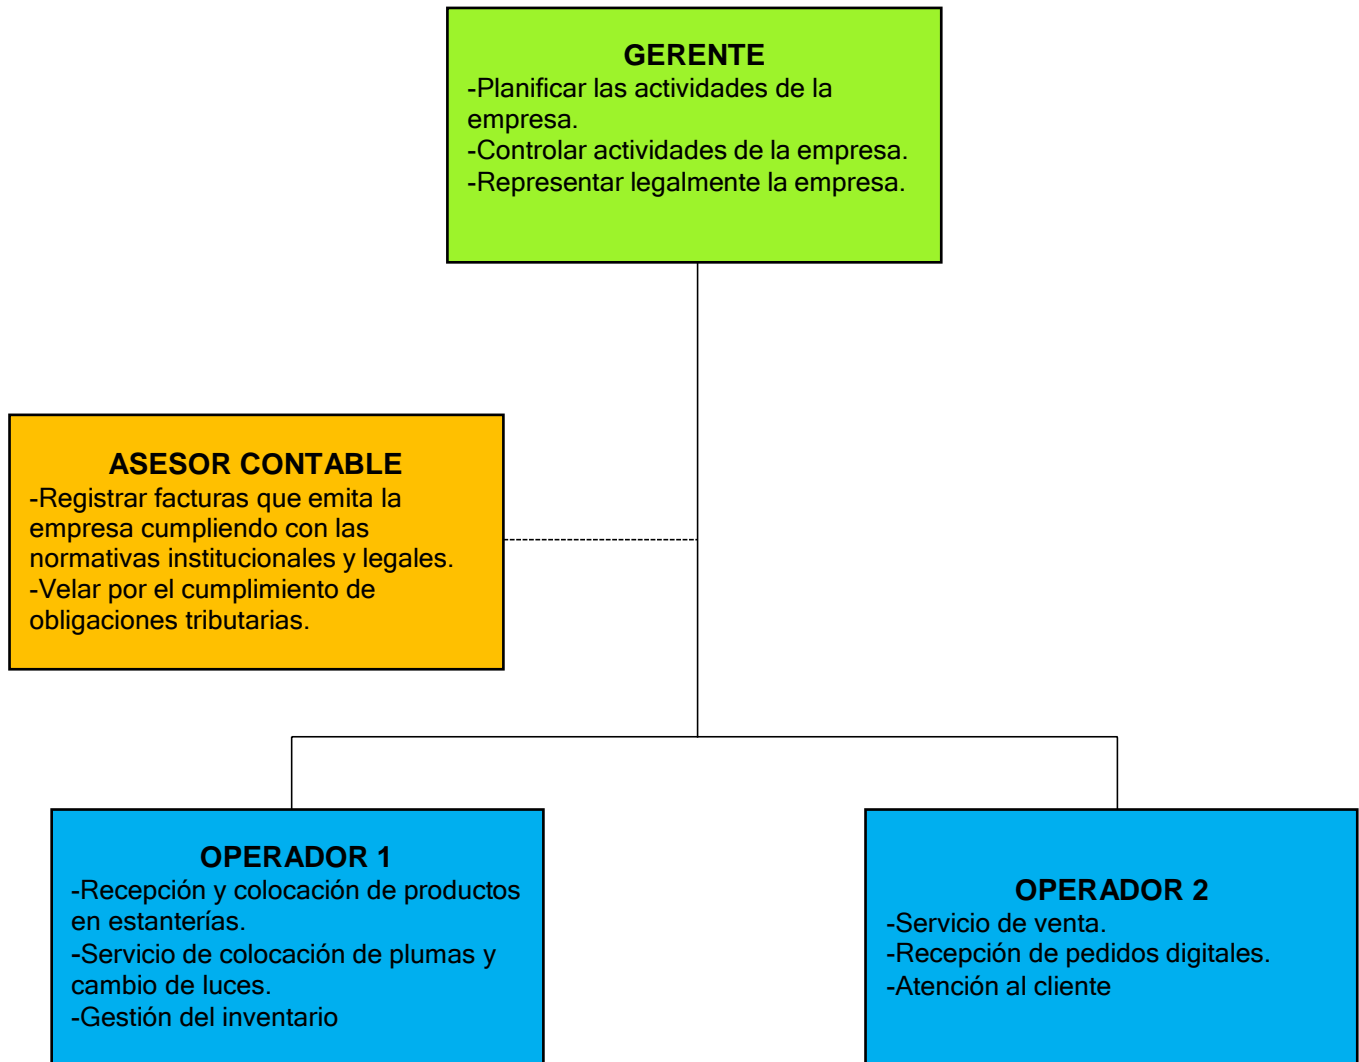 GERENTE
-Planificar las actividades de la
empresa.
-Controlar actividades de la empresa.
-Representar legalmente la empresa.
ASESOR CONTABLE
-Registrar facturas que emita la
empresa cumpliendo con las
normativas institucionales y legales.
-Velar por el cumplimiento de
obligaciones tributarias.
OPERADOR 1
-Recepción y colocación de productos
en estanterías.
-Servicio de colocación de plumas y
cambio de luces.
-Gestión del inventario
OPERADOR 2
-Servicio de venta.
-Recepción de pedidos digitales.
-Atención al cliente